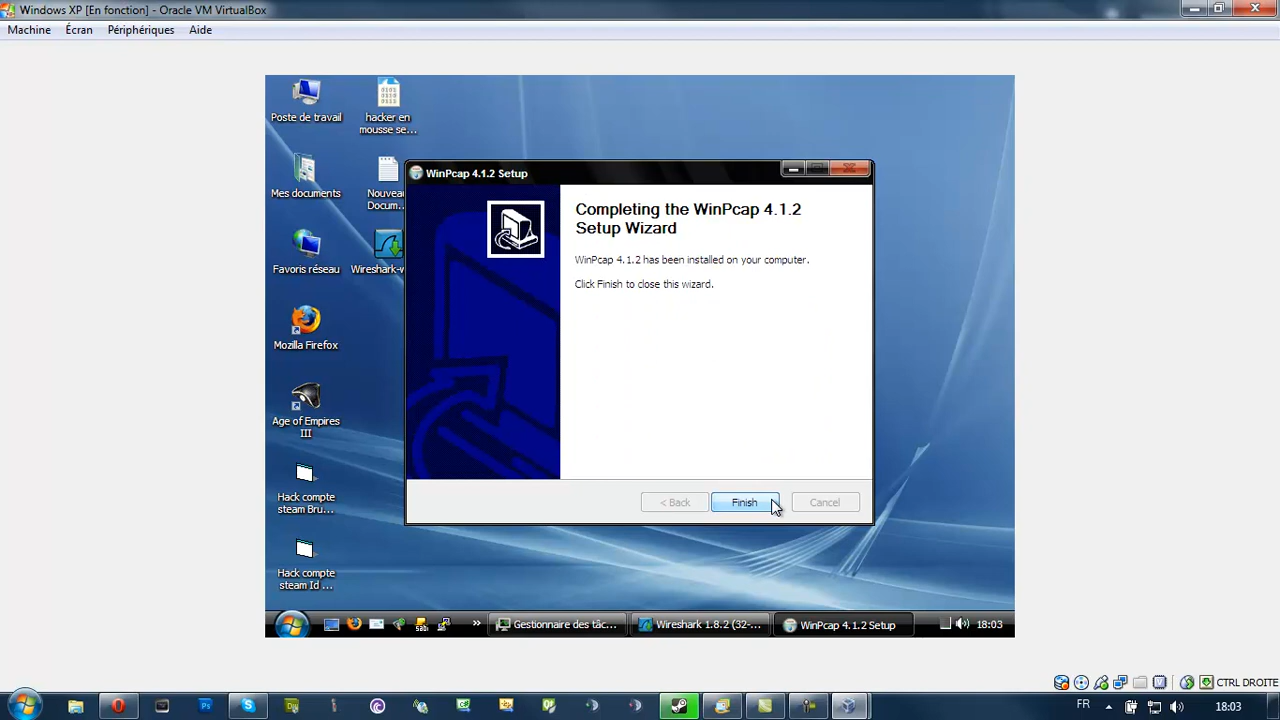 Windows XP [En fonction] - Oracle VM VirtualBox
Machine Écran Périphériques Aide
Poste de travail
hacker en
mousse se...
Mes documents
Nouveau
Docum...
Favoris réseau
Wireshark-w
Mozilla Firefox
Age of Empires
III
Hack compte
steam Bru...
Hack compte
steam Id ...
WinPcap 4.1.2 Setup
Completing the WinPcap 4.1.2
Setup Wizard
WinPcap 4.1.2 has been installed on your computer.
Click Finish to close this wizard.
< Back Finish Cancel
» Gestionnaire des tâc... Wireshark 1.8.2 (32-... WinPcap 4.1.2 Setup 18:03
CTRL DROITE
FR 18:03